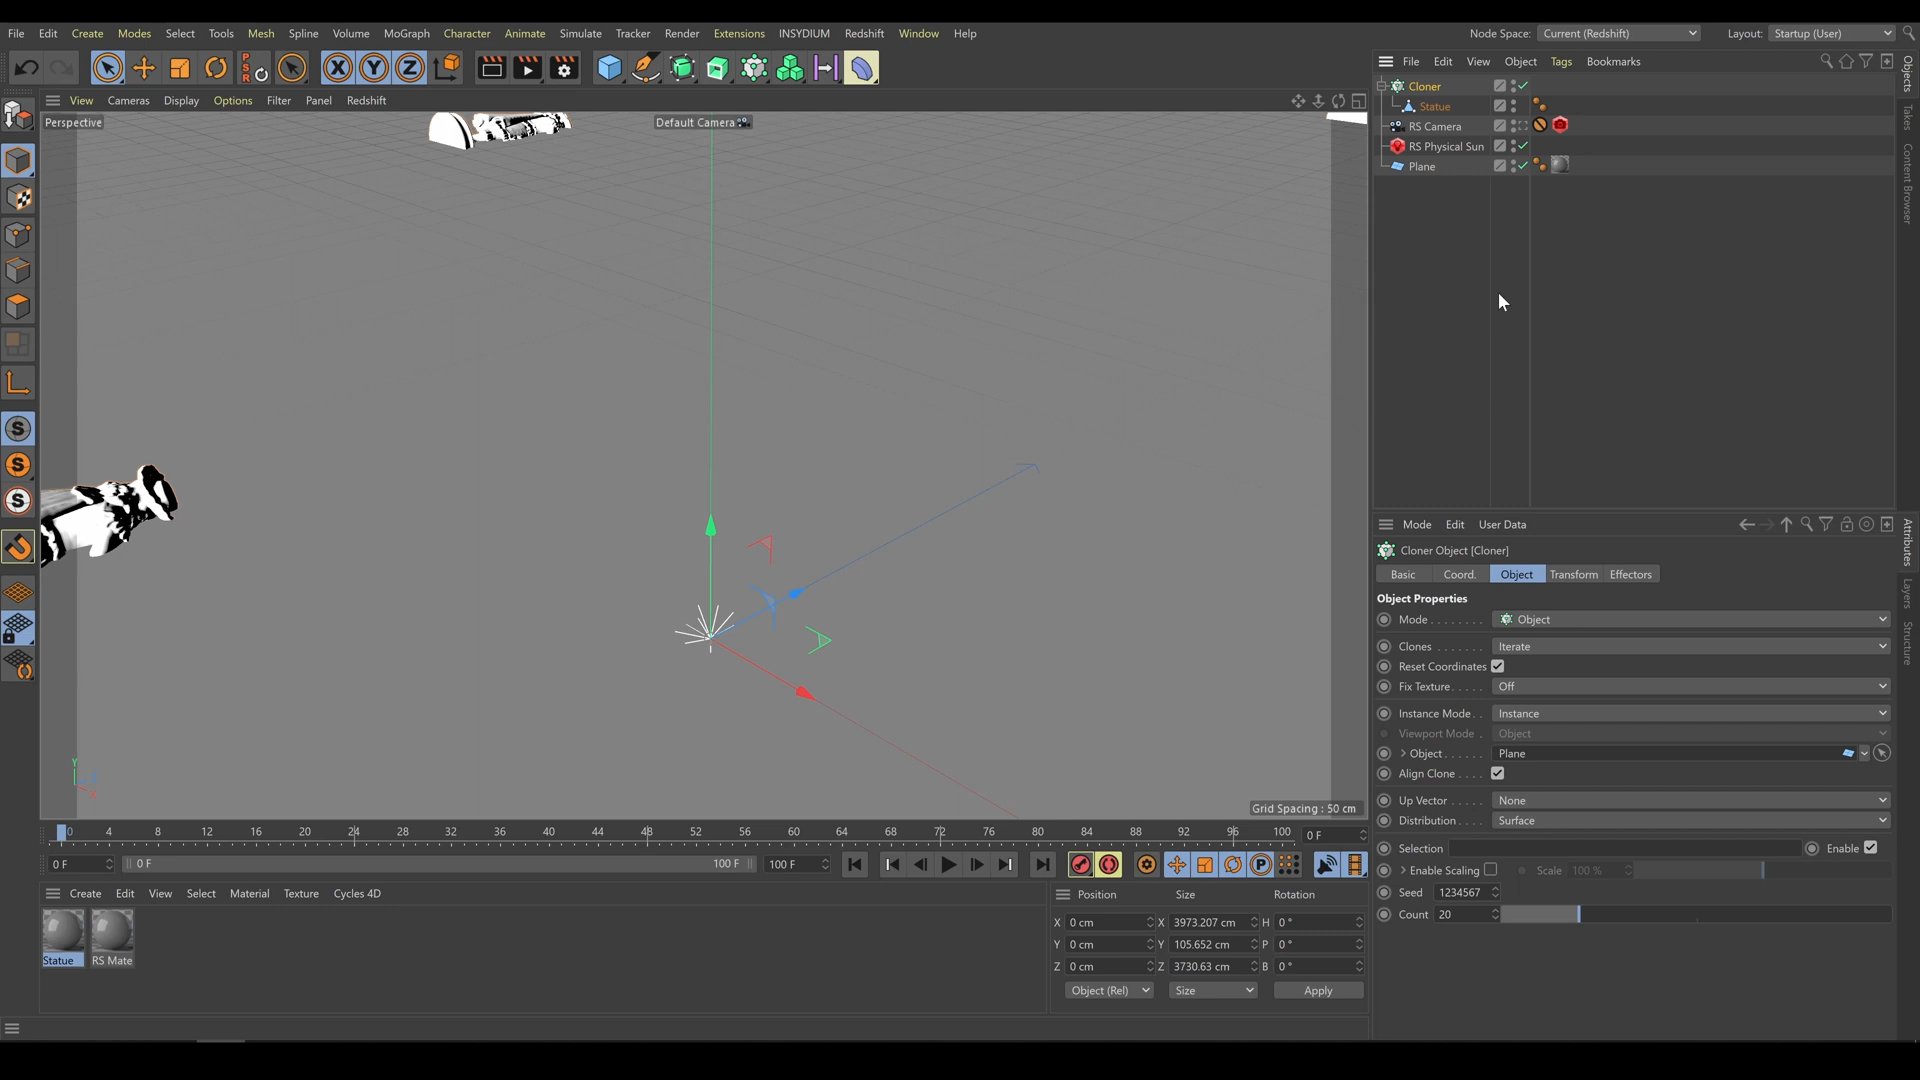 File Edit Create Modes Select Tools Mesh Spline Volume MoGraph Character Animate Simulate Tracker Render Redshift Extensions INSYDIUM Window Help Node Space: Current (Redshift) Layout: Startup (User)
PSR
X Y Z
File Edit View Object Tags Bookmarks
View Cameras Display Options Filter Panel Redshift
Perspective
Default Camera
Cloner
Statue
RS Camera
RS Physical Sun
Plane
Objects
Takes
Content Browser
S
S
S
Y
Z
X
Grid Spacing : 50 cm
Mode Edit User Data
Cloner Object [Cloner]
Basic Coord. Object Transform Effectors
Object Properties
Mode . . . . . . . . Object
Clones . . . . . . . Iterate
Reset Coordinates
Fix Texture . . . . . Off
Instance Mode . . Instance
Viewport Mode . Object
> Object . . . . . . Plane
Align Clone . . . .
Up Vector . . . . . None
Distribution . . . . Surface
Selection Enable
> Enable Scaling Scale 100 %
Seed 1234567
Count 20
Attributes
Layers
Structure
0 4 8 12 16 20 24 28 32 36 40 44 48 52 56 60 64 68 72 76 80 84 88 92 96 100 0 F
0 F 0 F 100 F 100 F
P
Create Edit View Select Material Texture Cycles 4D
Statue RS Mate
Position Size Rotation
X 0 cm X 3973.207 cm H 0 °
Y 0 cm Y 105.652 cm P 0 °
Z 0 cm Z 3730.63 cm B 0 °
Object (Rel) Size Apply